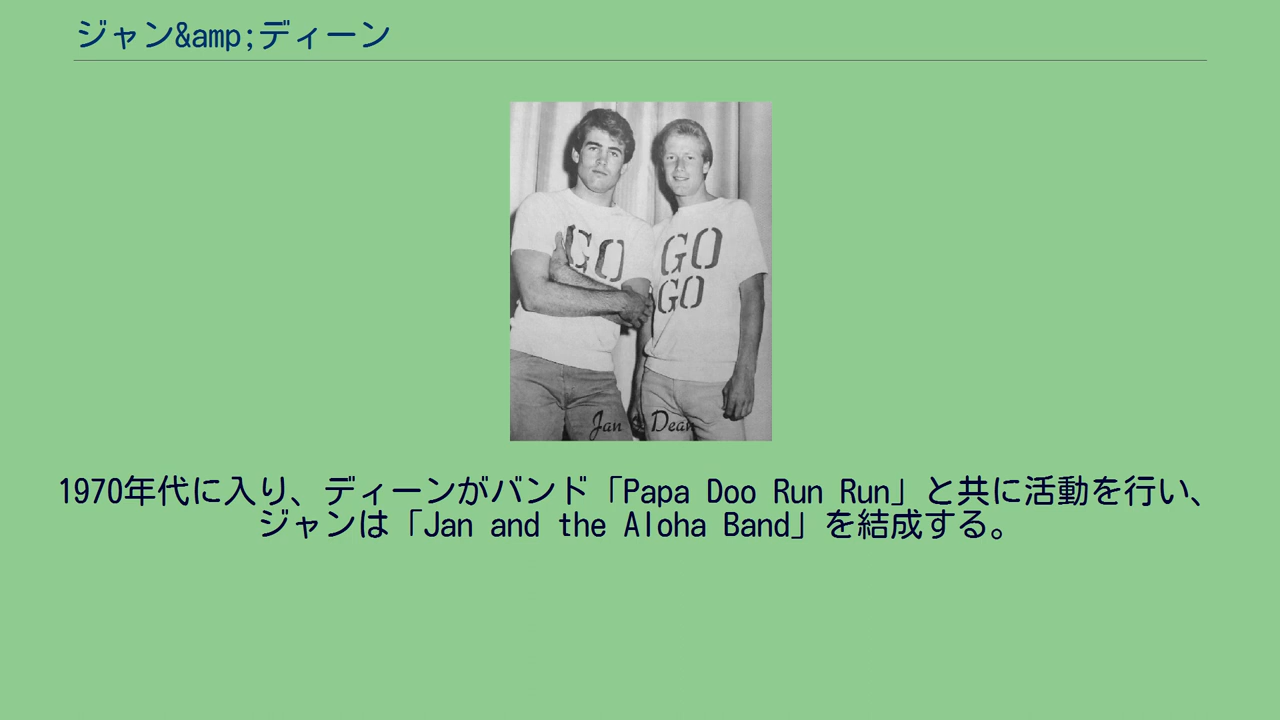 ジャン&amp;ディーン
GO
GO
GO
Jan & Dean
1970年代に入り、ディーンがバンド「Papa Doo Run Run」と共に活動を行い、
ジャンは「Jan and the Aloha Band」を結成する。